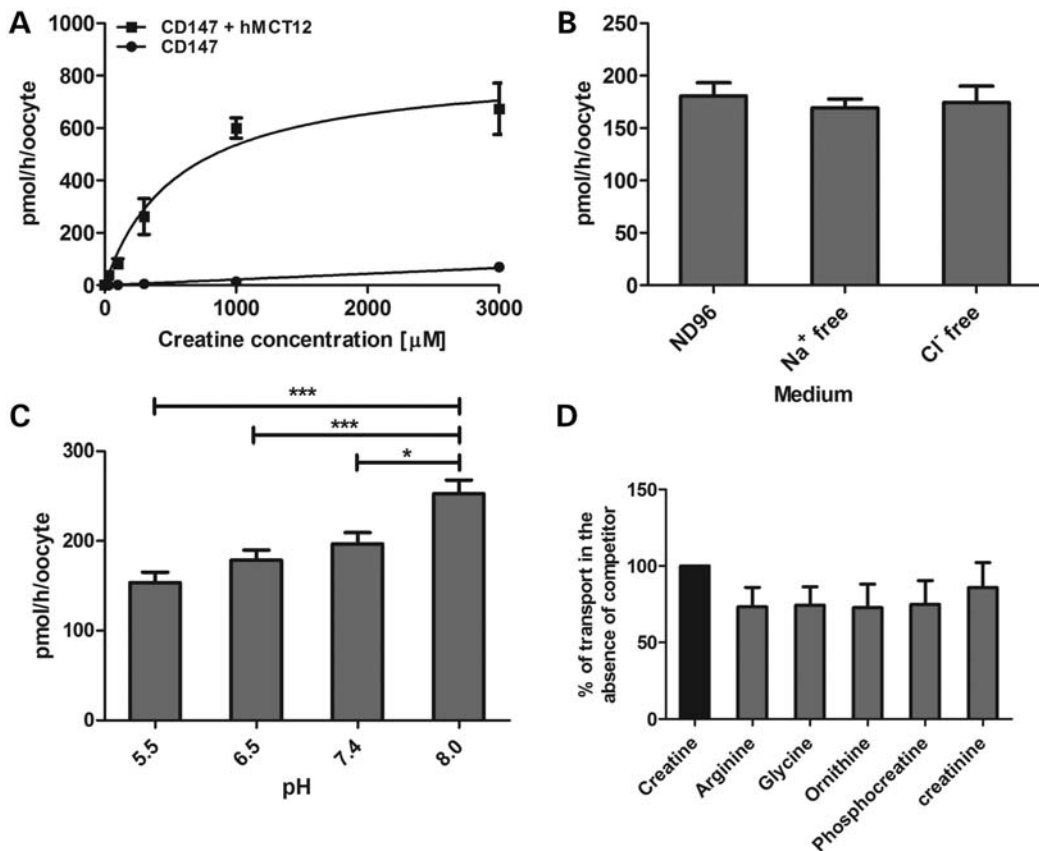 A
CD147 + hMCT12
CD147
pmol/h/oocyte
1000
800
600
400
200
0
0
1000
2000
3000
Creatine concentration [μM]
B
pmol/h/oocyte
250
200
150
100
50
0
ND96
Na⁺ free
Cl⁻ free
Medium
C
***
***
*
pmol/h/oocyte
300
200
100
0
5.5
6.5
7.4
8.0
pH
D
% of transport in the
absence of competitor
150
100
50
0
Creatine
Arginine
Glycine
Ornithine
Phosphocreatine
creatinine